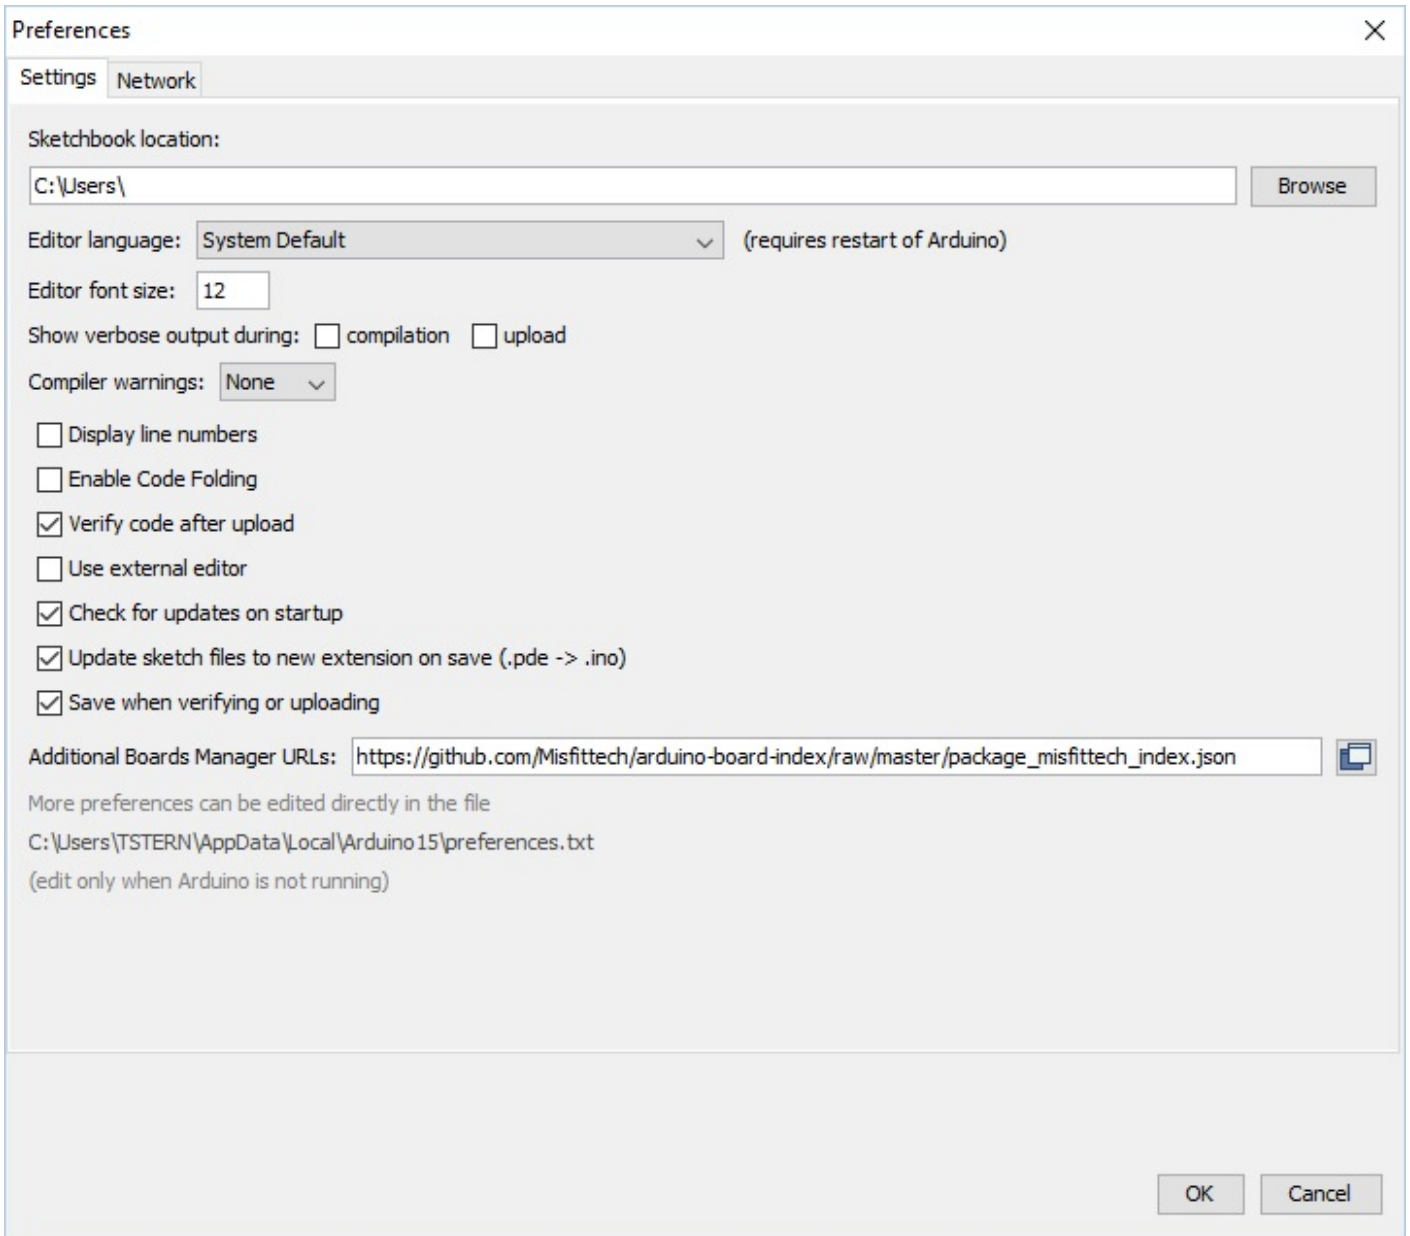 Preferences
Settings Network
Sketchbook location:
C:\Users\ Browse
Editor language: System Default (requires restart of Arduino)
Editor font size: 12
Show verbose output during: compilation upload
Compiler warnings: None
Display line numbers
Enable Code Folding
Verify code after upload
Use external editor
Check for updates on startup
Update sketch files to new extension on save (.pde -> .ino)
Save when verifying or uploading
Additional Boards Manager URLs: https://github.com/Misfittech/arduino-board-index/raw/master/package_misfittech_index.json
More preferences can be edited directly in the file
C:\Users\TSTERN\AppData\Local\Arduino15\preferences.txt
(edit only when Arduino is not running)
OK Cancel